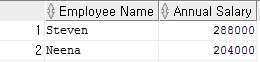 Employee Name Annual Salary
1 Steven 288000
2 Neena 204000